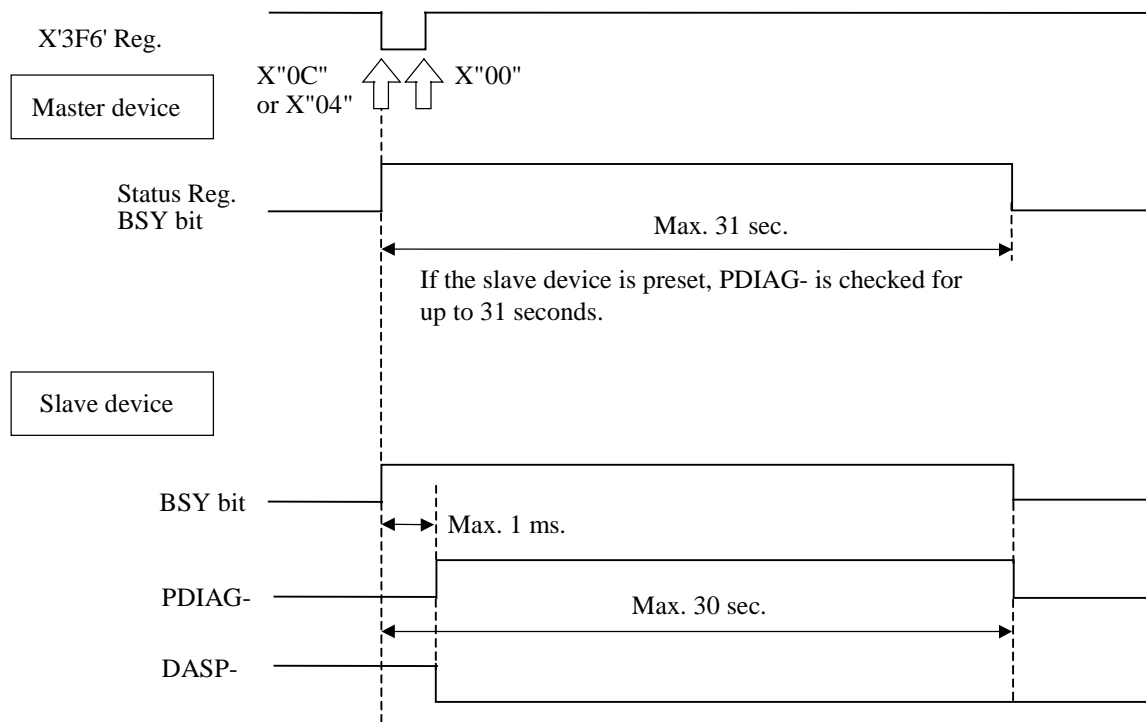 X'3F6' Reg.
X"0C"
or X"04"
X"00"
Master device
Status Reg.
BSY bit
Max. 31 sec.
If the slave device is preset, PDIAG- is checked for
up to 31 seconds.
Slave device
BSY bit
Max. 1 ms.
PDIAG-
Max. 30 sec.
DASP-